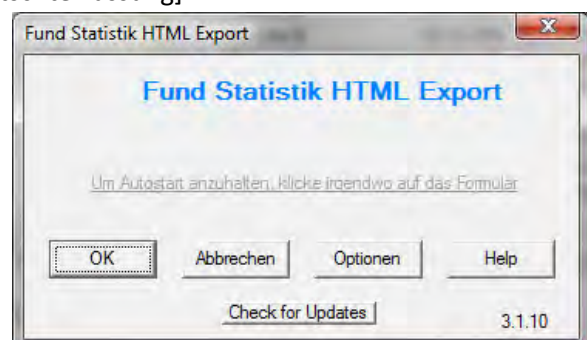 Fund Statistik HTML Export
Fund Statistik HTML Export
Um Autostart anzuhalten, klicke irgendwo auf das Formular
OK Abbrechen Optionen Help
Check for Updates
3.1.10